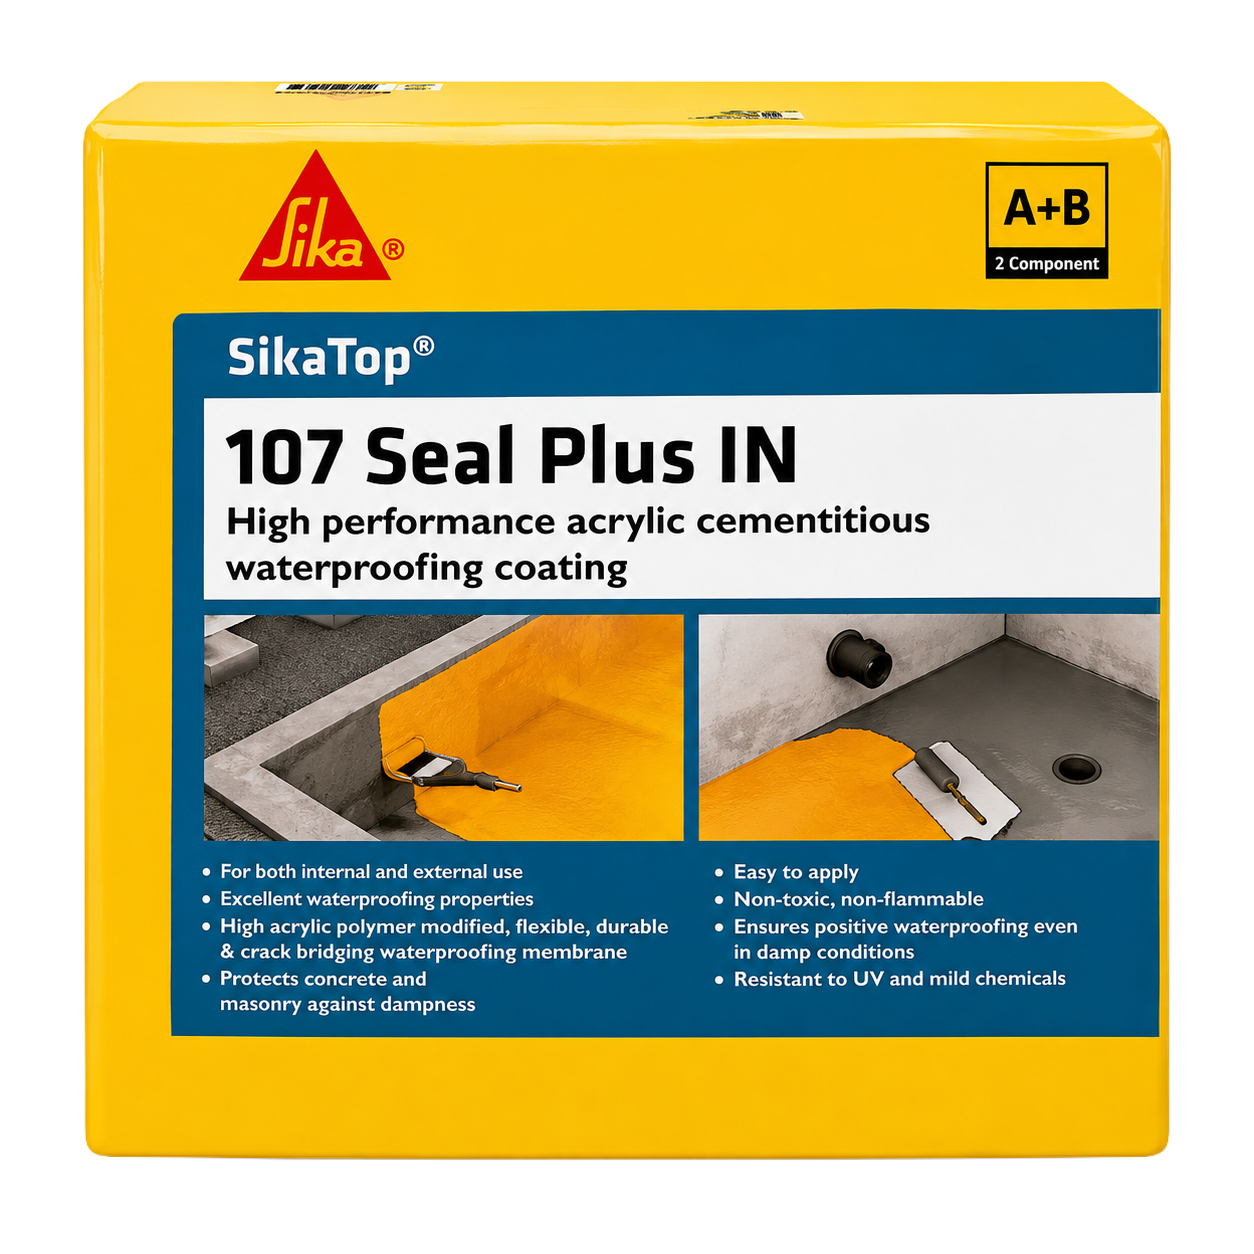 Sika®
A+B
2 Component
SikaTop®
107 Seal Plus IN
High performance acrylic cementitious
waterproofing coating
• For both internal and external use
• Excellent waterproofing properties
• High acrylic polymer modified, flexible, durable
& crack bridging waterproofing membrane
• Protects concrete and
masonry against dampness
• Easy to apply
• Non-toxic, non-flammable
• Ensures positive waterproofing even
in damp conditions
• Resistant to UV and mild chemicals